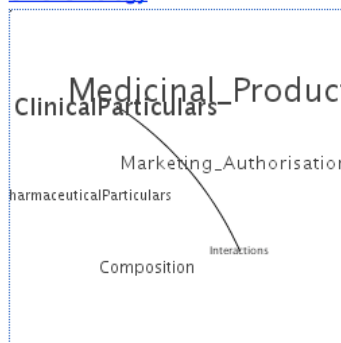 Medicinal_Produc
ClinicalParticulars
Marketing_Authorisation
harmaceuticalParticulars
Interactions
Composition